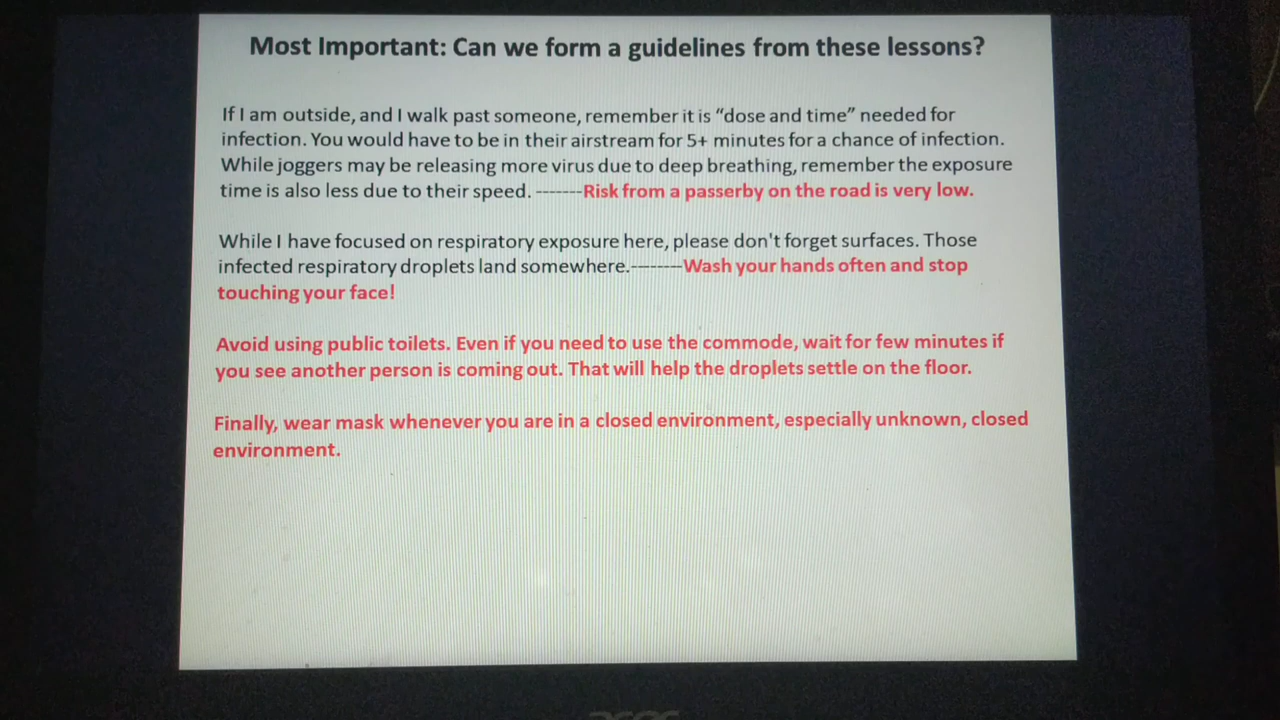 Most Important: Can we form a guidelines from these lessons?
If I am outside, and I walk past someone, remember it is “dose and time” needed for
infection. You would have to be in their airstream for 5+ minutes for a chance of infection.
While joggers may be releasing more virus due to deep breathing, remember the exposure
time is also less due to their speed. -------Risk from a passerby on the road is very low.
While I have focused on respiratory exposure here, please don't forget surfaces. Those
infected respiratory droplets land somewhere.--------Wash your hands often and stop
touching your face!
Avoid using public toilets. Even if you need to use the commode, wait for few minutes if
you see another person is coming out. That will help the droplets settle on the floor.
Finally, wear mask whenever you are in a closed environment, especially unknown, closed
environment.